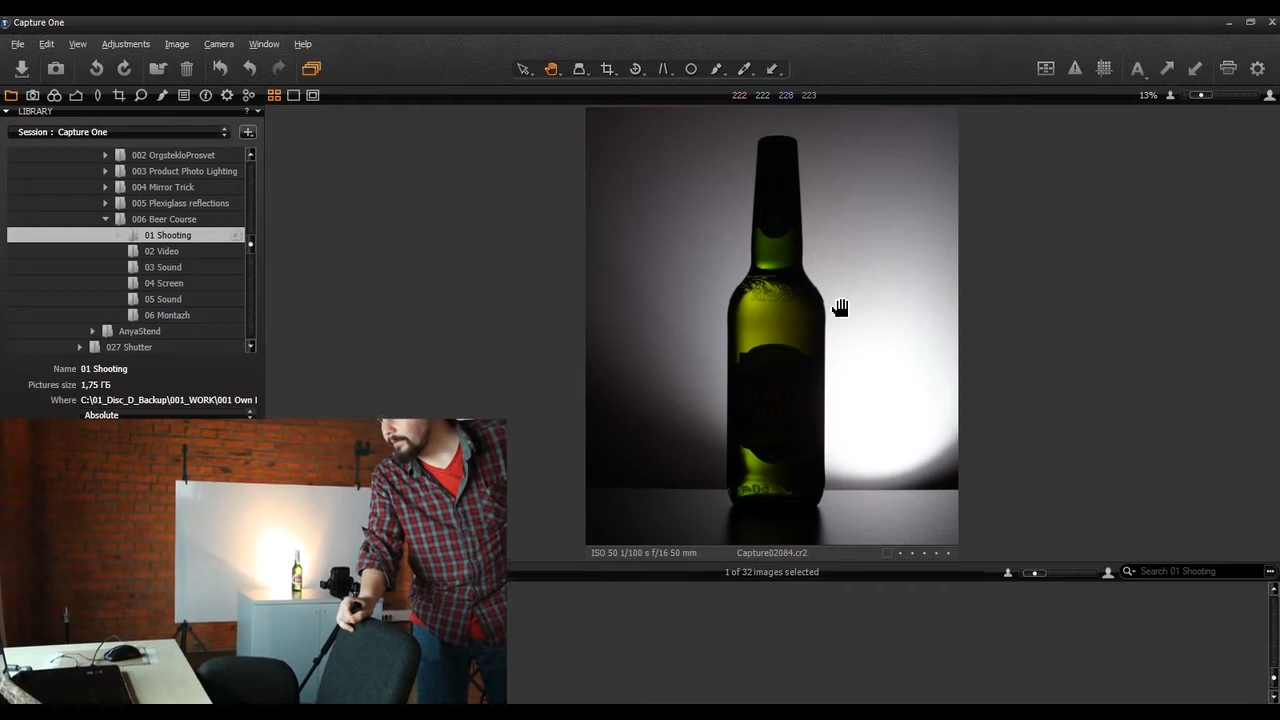 Capture One
File Edit View Adjustments Image Camera Window Help
222 222 228 223
13%
LIBRARY
?
Session : Capture One
002 OrgstekloProsvet
003 Product Photo Lighting
004 Mirror Trick
005 Plexiglass reflections
006 Beer Course
01 Shooting
02 Video
03 Sound
04 Screen
05 Sound
06 Montazh
AnyaStend
027 Shutter
Name 01 Shooting
Pictures size 1,75 ГБ
Where C:\01_Disc_D_Backup\001_WORK\001 Own I
Absolute
ISO 50 1/100 s f/16 50 mm
Capture02084.cr2
1 of 32 images selected
Search 01 Shooting